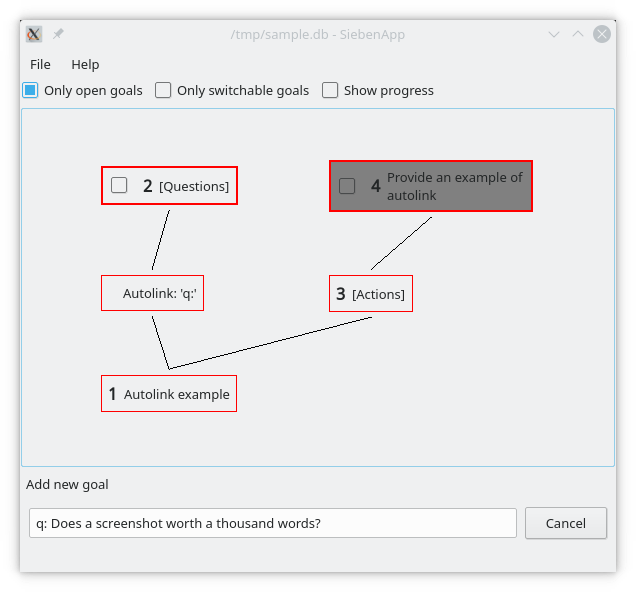 /tmp/sample.db - SiebenApp
File Help
Only open goals Only switchable goals Show progress
2 [Questions]
4 Provide an example of
autolink
Autolink: 'q:'
3 [Actions]
1 Autolink example
Add new goal
q: Does a screenshot worth a thousand words? Cancel